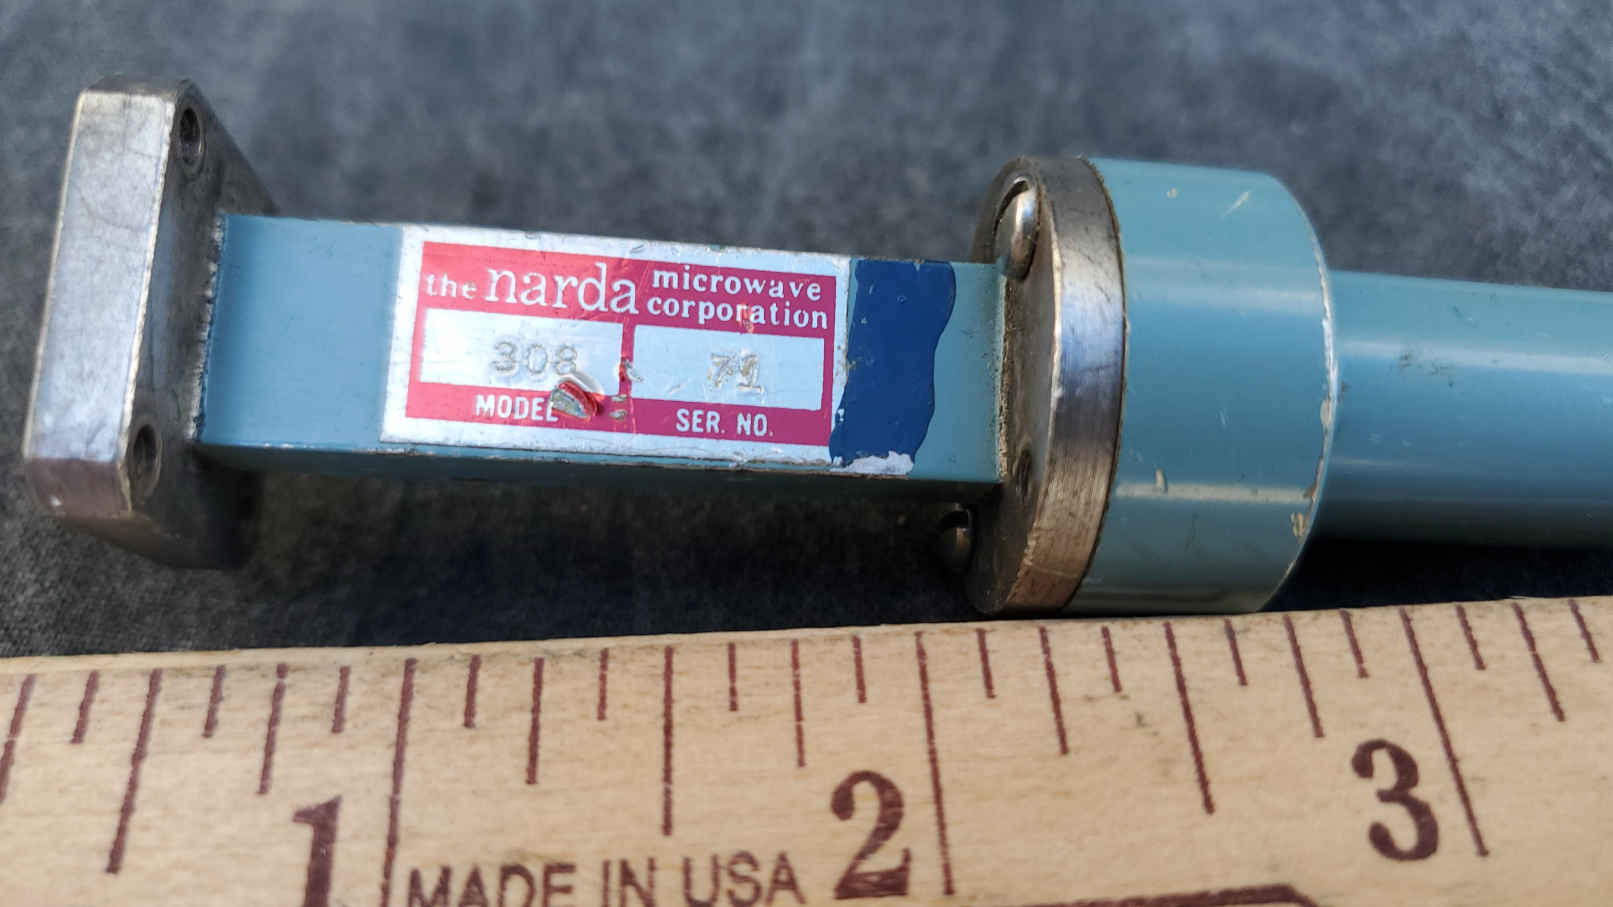 the narda microwave corporation
308 71
MODEL SER. NO.
1 2 3
MADE IN USA